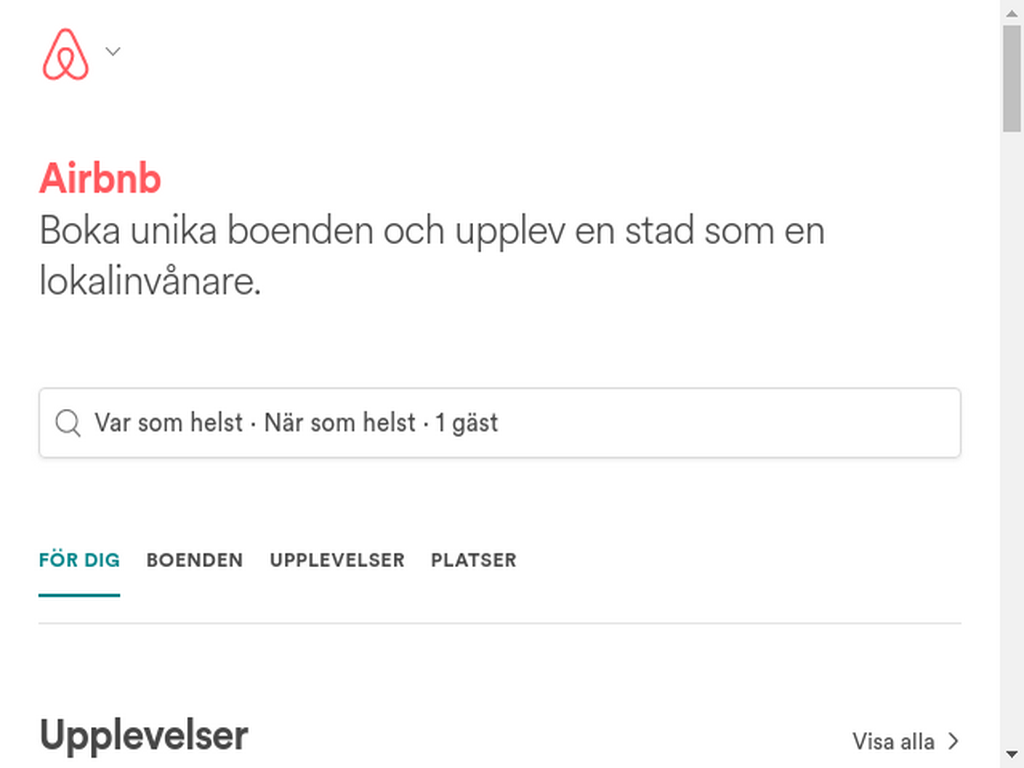 Airbnb
Boka unika boenden och upplev en stad som en
lokalinvånare.
Var som helst · När som helst · 1 gäst
FÖR DIG BOENDEN UPPLEVELSER PLATSER
Upplevelser Visa alla